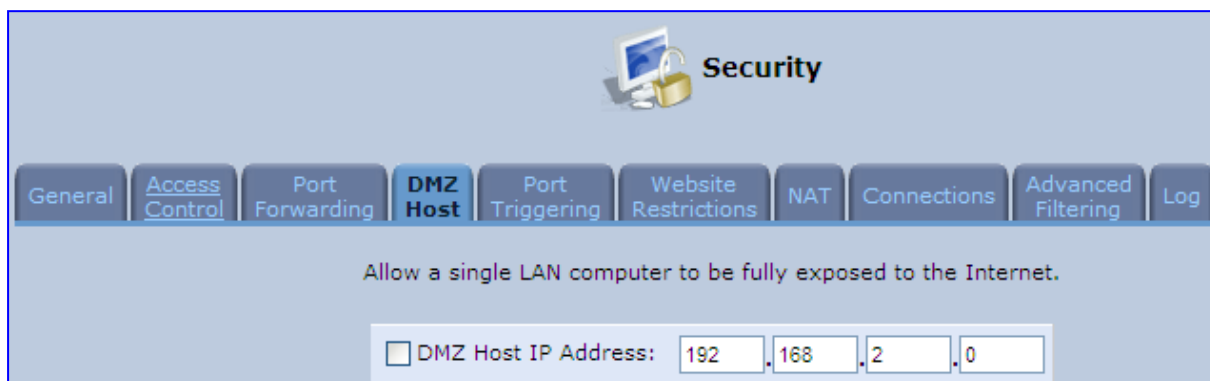 Security
General
Access Control
Port Forwarding
DMZ Host
Port Triggering
Website Restrictions
NAT
Connections
Advanced Filtering
Log
Allow a single LAN computer to be fully exposed to the Internet.
DMZ Host IP Address: 192 . 168 . 2 . 0